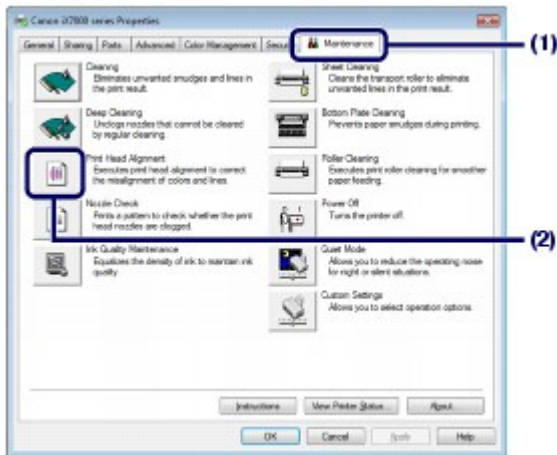 Canon iX7000 series Properties
General Sharing Ports Advanced Color Management Security Maintenance
(1)
Cleaning
Eliminates unwanted smudges and lines in
the print result.
Deep Cleaning
Unclogs nozzles that cannot be cleared
by regular cleaning.
Print Head Alignment
Executes print head alignment to correct
the misalignment of colors and lines.
Nozzle Check
Prints a pattern to check whether the print
head nozzles are clogged.
(2)
Ink Quality Maintenance
Equalizes the density of ink to maintain ink
quality.
Sheet Cleaning
Cleans the transport roller to eliminate
unwanted lines in the print result.
Bottom Plate Cleaning
Prevents paper smudges during printing.
Roller Cleaning
Executes print roller cleaning for smoother
paper feeding.
Power Off
Turns the printer off.
Quiet Mode
Allows you to reduce the operating noise
for night or silent situations.
Custom Settings
Allows you to select operation options.
Instructions View Printer Status... About...
OK Cancel Apply Help